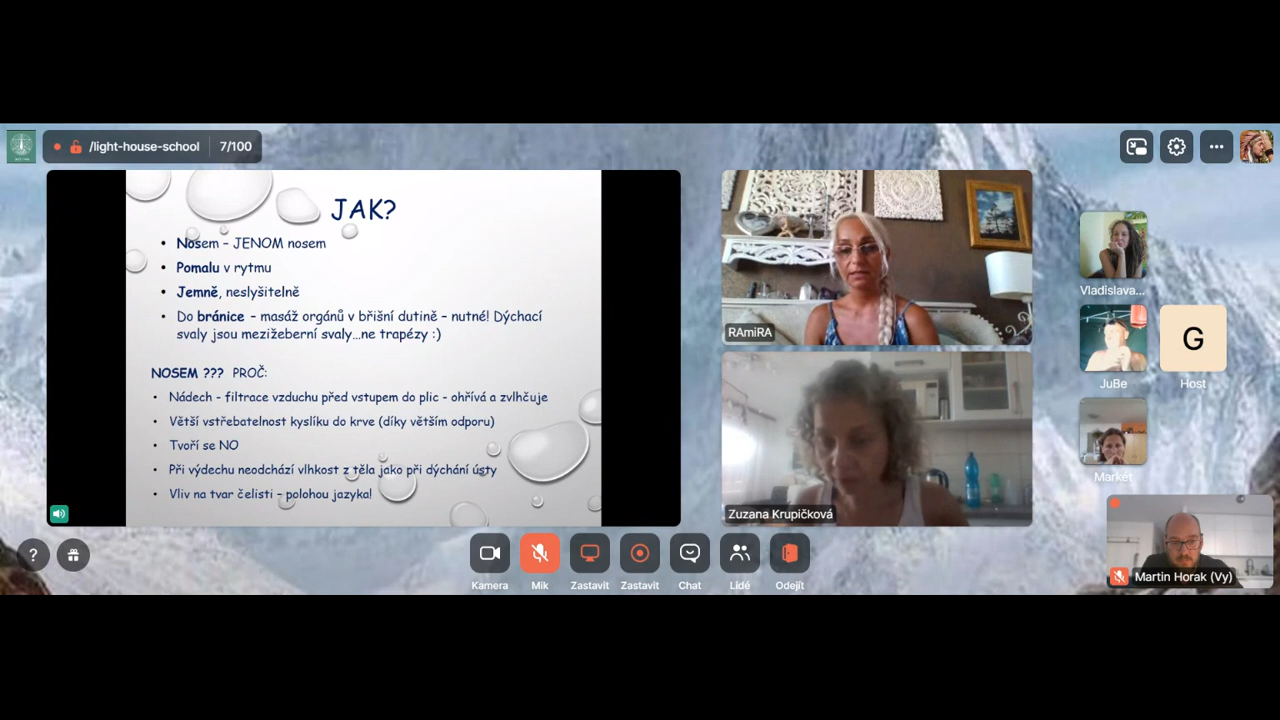 /light-house-school 7/100
JAK?
• Nosem – JENOM nosem
• Pomalu v rytmu
• Jemně, neslyšitelně
• Do bránice – masáž orgánů v břišní dutině – nutné! Dýchací
svaly jsou mezižeberní svaly...ne trapézy :)
NOSEM ??? PROČ:
• Nádech - filtrace vzduchu před vstupem do plic - ohřívá a zvlhčuje
• Větší vstřebatelnost kyslíku do krve (díky větším odporu)
• Tvoří se NO
• Při výdechu neodchází vlhkost z těla jako při dýchání ústy
• Vliv na tvar čelisti – polohou jazyka!
RAmiRA
Zuzana Krupičková
Vladislava...
JuBe
G
Host
Markét
Martin Horak (Vy)
?
Kamera
Mik
Zastavit
Zastavit
Chat
Lidé
Odejít